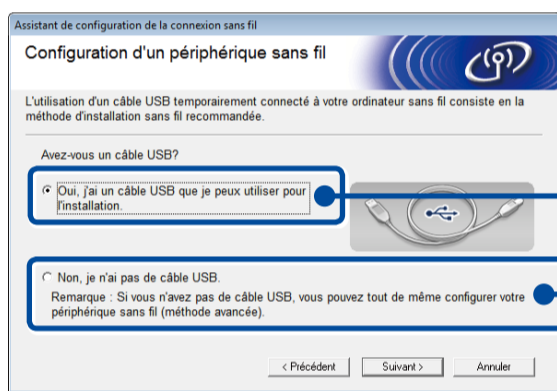 Assistant de configuration de la connexion sans fil
Configuration d'un périphérique sans fil
L'utilisation d'un câble USB temporairement connecté à votre ordinateur sans fil consiste en la
méthode d'installation sans fil recommandée.
Avez-vous un câble USB?
Oui, j'ai un câble USB que je peux utiliser pour
l'installation.
Non, je n'ai pas de câble USB.
Remarque : Si vous n'avez pas de câble USB, vous pouvez tout de même configurer votre
périphérique sans fil (méthode avancée).
< Précédent
Suivant >
Annuler